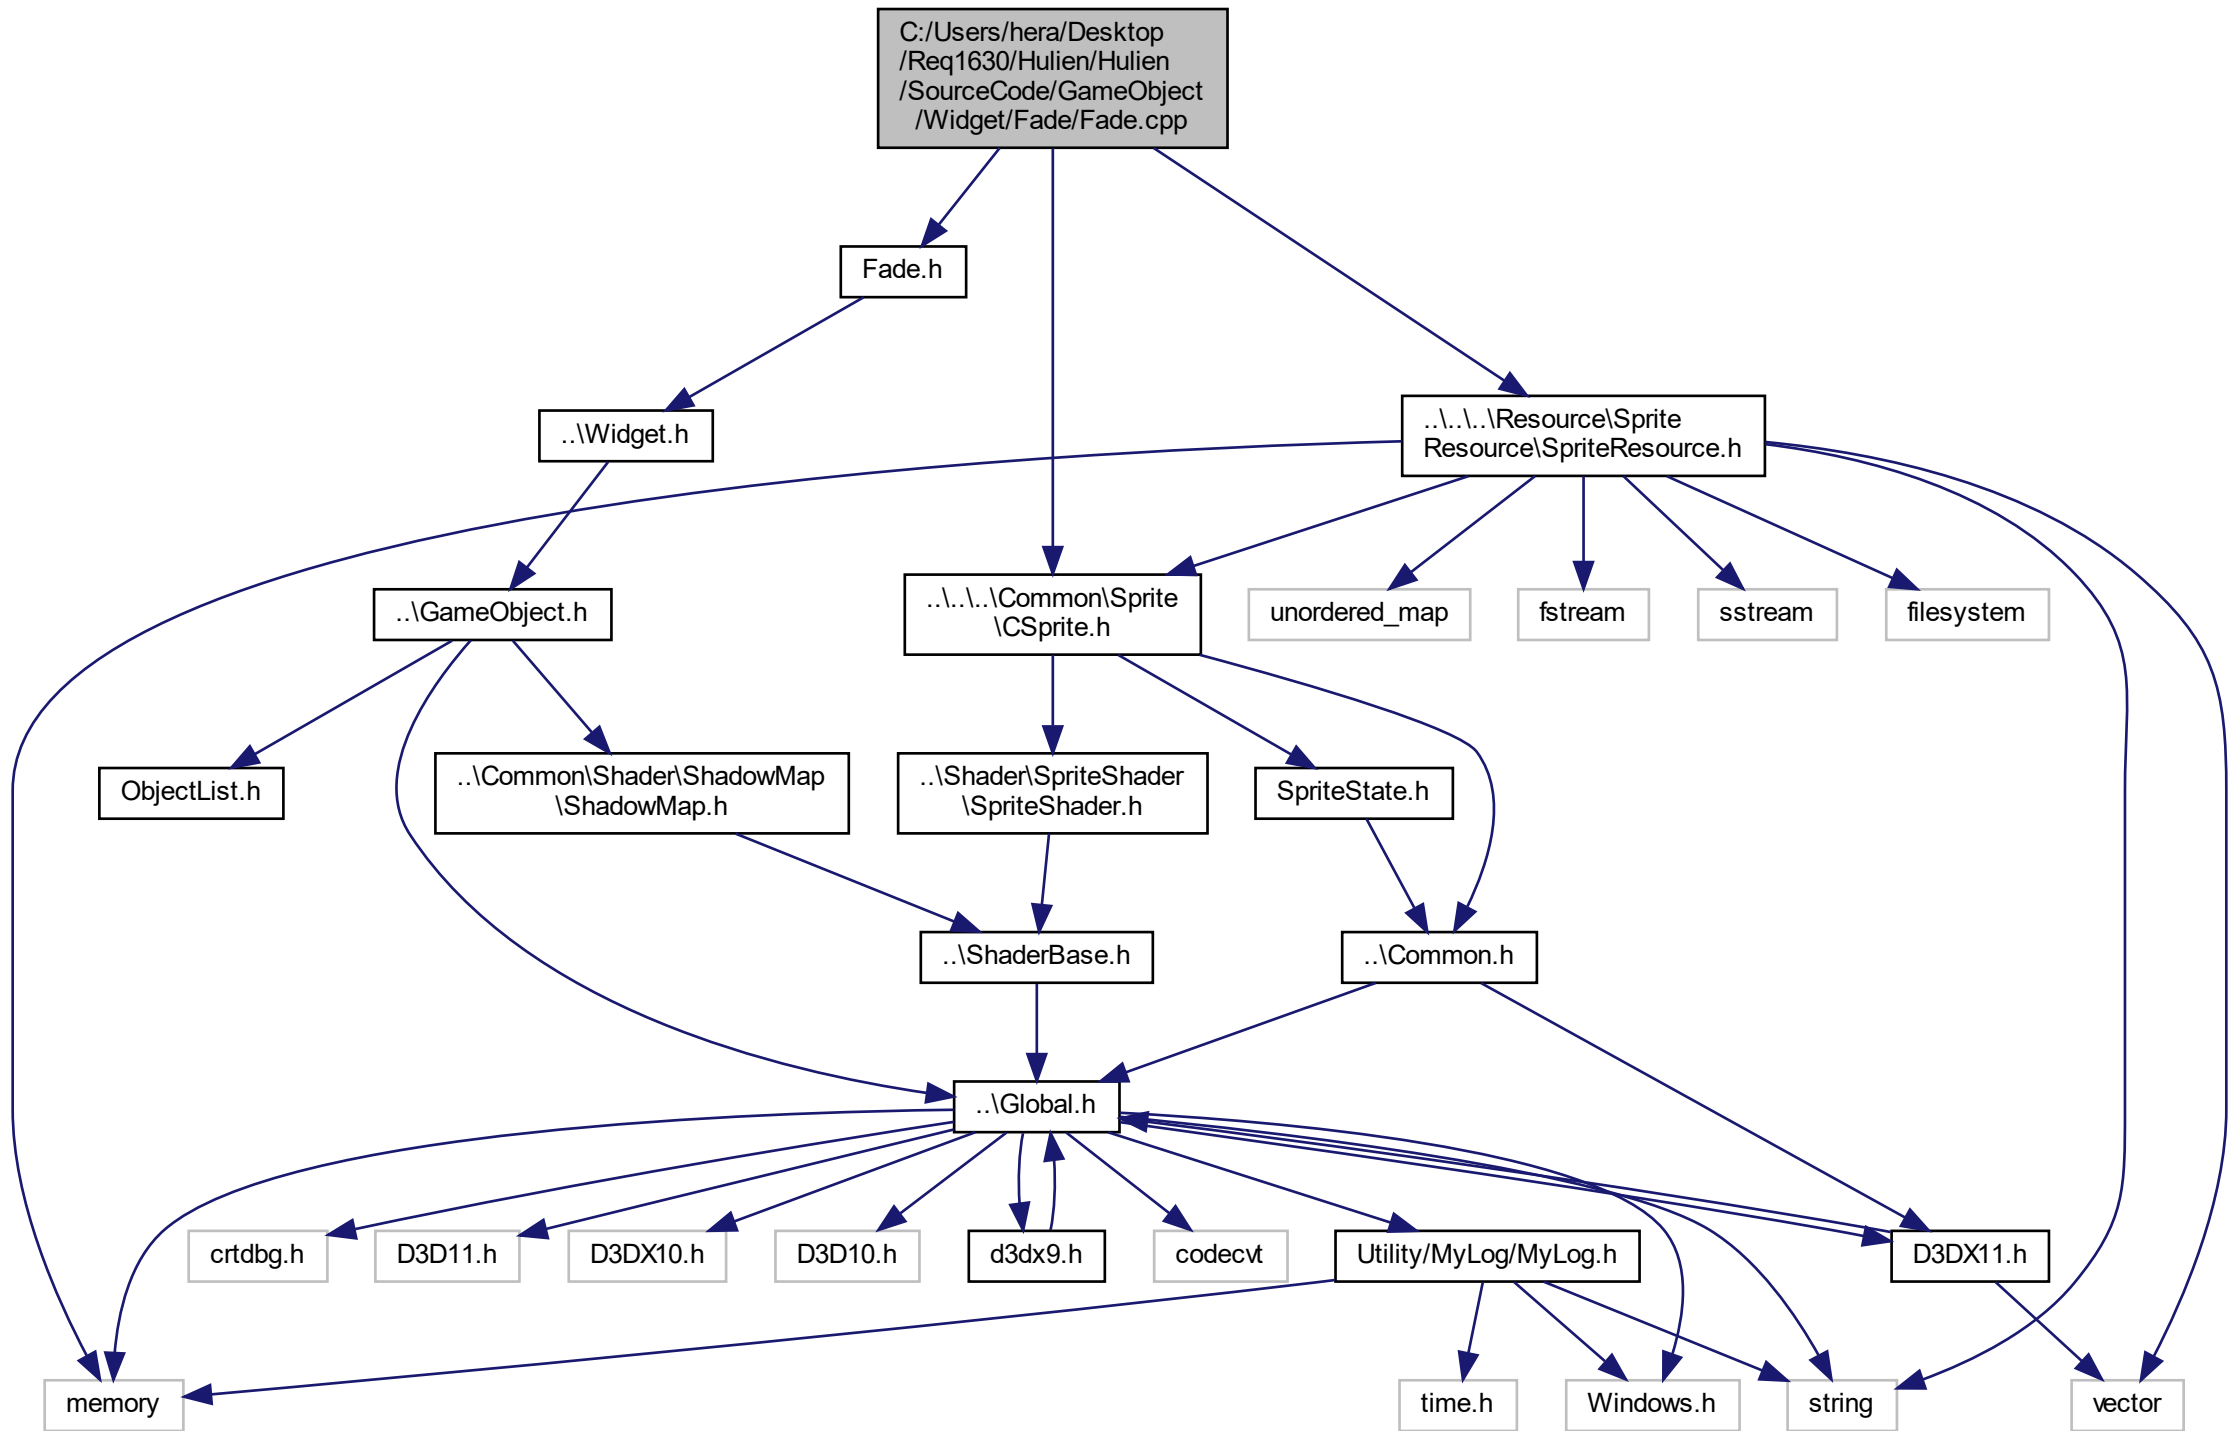 C:/Users/hera/Desktop
/Req1630/Hulien/Hulien
/SourceCode/GameObject
/Widget/Fade/Fade.cpp
Fade.h
..\Widget.h
..\..\..\Resource\Sprite
Resource\SpriteResource.h
..\GameObject.h
..\..\..\Common\Sprite
\CSprite.h
unordered_map
fstream
sstream
filesystem
ObjectList.h
..\Common\Shader\ShadowMap
\ShadowMap.h
..\Shader\SpriteShader
\SpriteShader.h
SpriteState.h
..\ShaderBase.h
..\Common.h
..\Global.h
crtdbg.h
D3D11.h
D3DX10.h
D3D10.h
d3dx9.h
codecvt
Utility/MyLog/MyLog.h
D3DX11.h
memory
time.h
Windows.h
string
vector